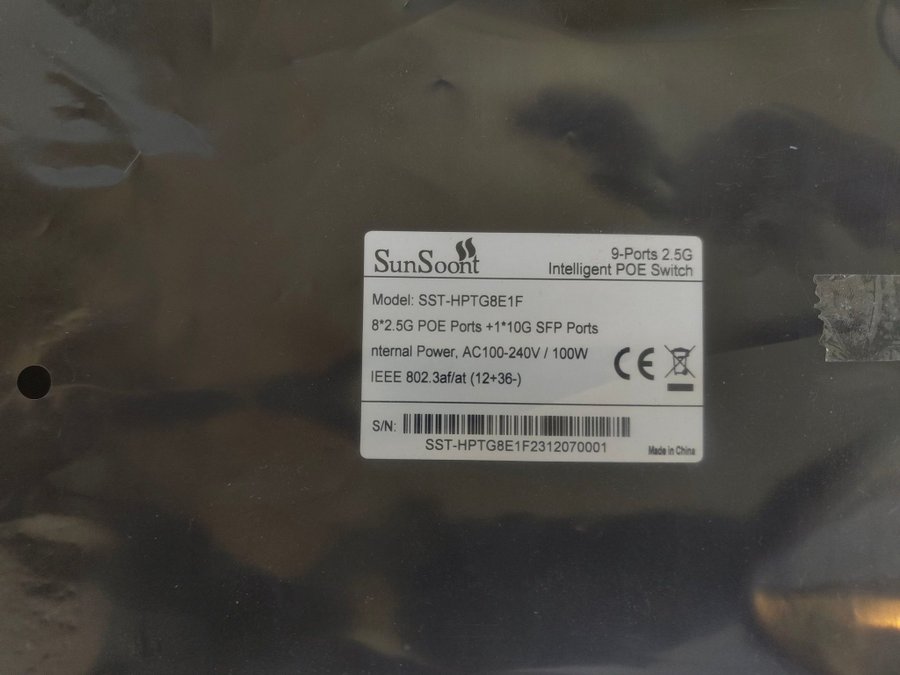 SunSoont
9-Ports 2.5G
Intelligent POE Switch
Model: SST-HPTG8E1F
8*2.5G POE Ports +1*10G SFP Ports
nternal Power, AC100-240V / 100W
IEEE 802.3af/at (12+36-)
CE
S/N:
SST-HPTG8E1F2312070001
Made in China